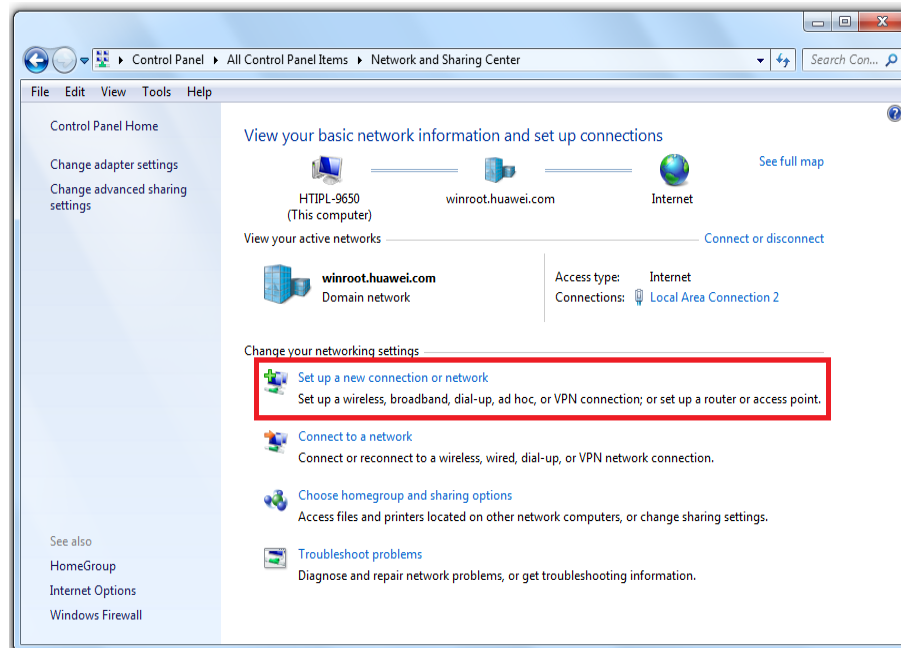 Control Panel ▸ All Control Panel Items ▸ Network and Sharing Center
Search Con...
File Edit View Tools Help
Control Panel Home
Change adapter settings
Change advanced sharing
settings
See also
HomeGroup
Internet Options
Windows Firewall
View your basic network information and set up connections
See full map
HTIPL-9650
(This computer)
winroot.huawei.com
Internet
View your active networks
Connect or disconnect
winroot.huawei.com
Domain network
Access type: Internet
Connections: Local Area Connection 2
Change your networking settings
Set up a new connection or network
Set up a wireless, broadband, dial-up, ad hoc, or VPN connection; or set up a router or access point.
Connect to a network
Connect or reconnect to a wireless, wired, dial-up, or VPN network connection.
Choose homegroup and sharing options
Access files and printers located on other network computers, or change sharing settings.
Troubleshoot problems
Diagnose and repair network problems, or get troubleshooting information.